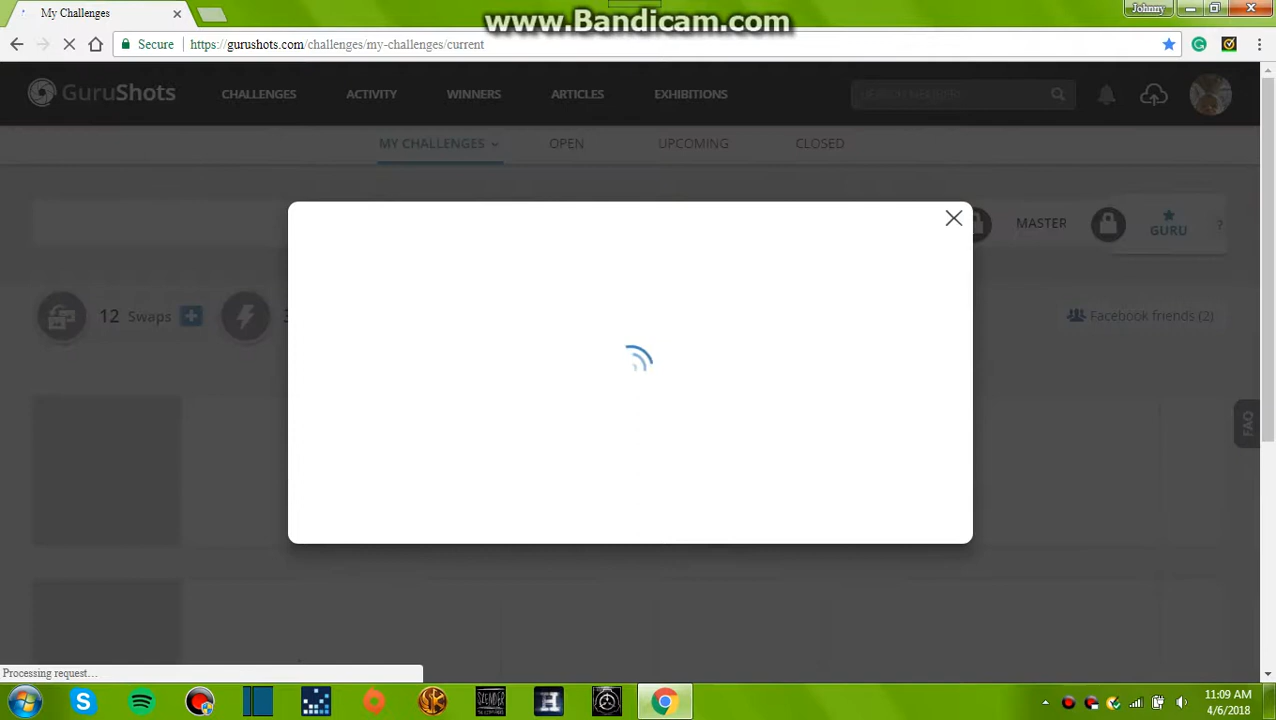 www.Bandicam.com
My Challenges
Johnny
Secure
https://gurushots.com/challenges/my-challenges/current
GuruShots
CHALLENGES
ACTIVITY
WINNERS
ARTICLES
EXHIBITIONS
MY CHALLENGES
OPEN
UPCOMING
CLOSED
MASTER
GURU
?
12 Swaps
Facebook friends (2)
FAQ
Processing request...
SLENDER
H
11:09 AM
4/6/2018